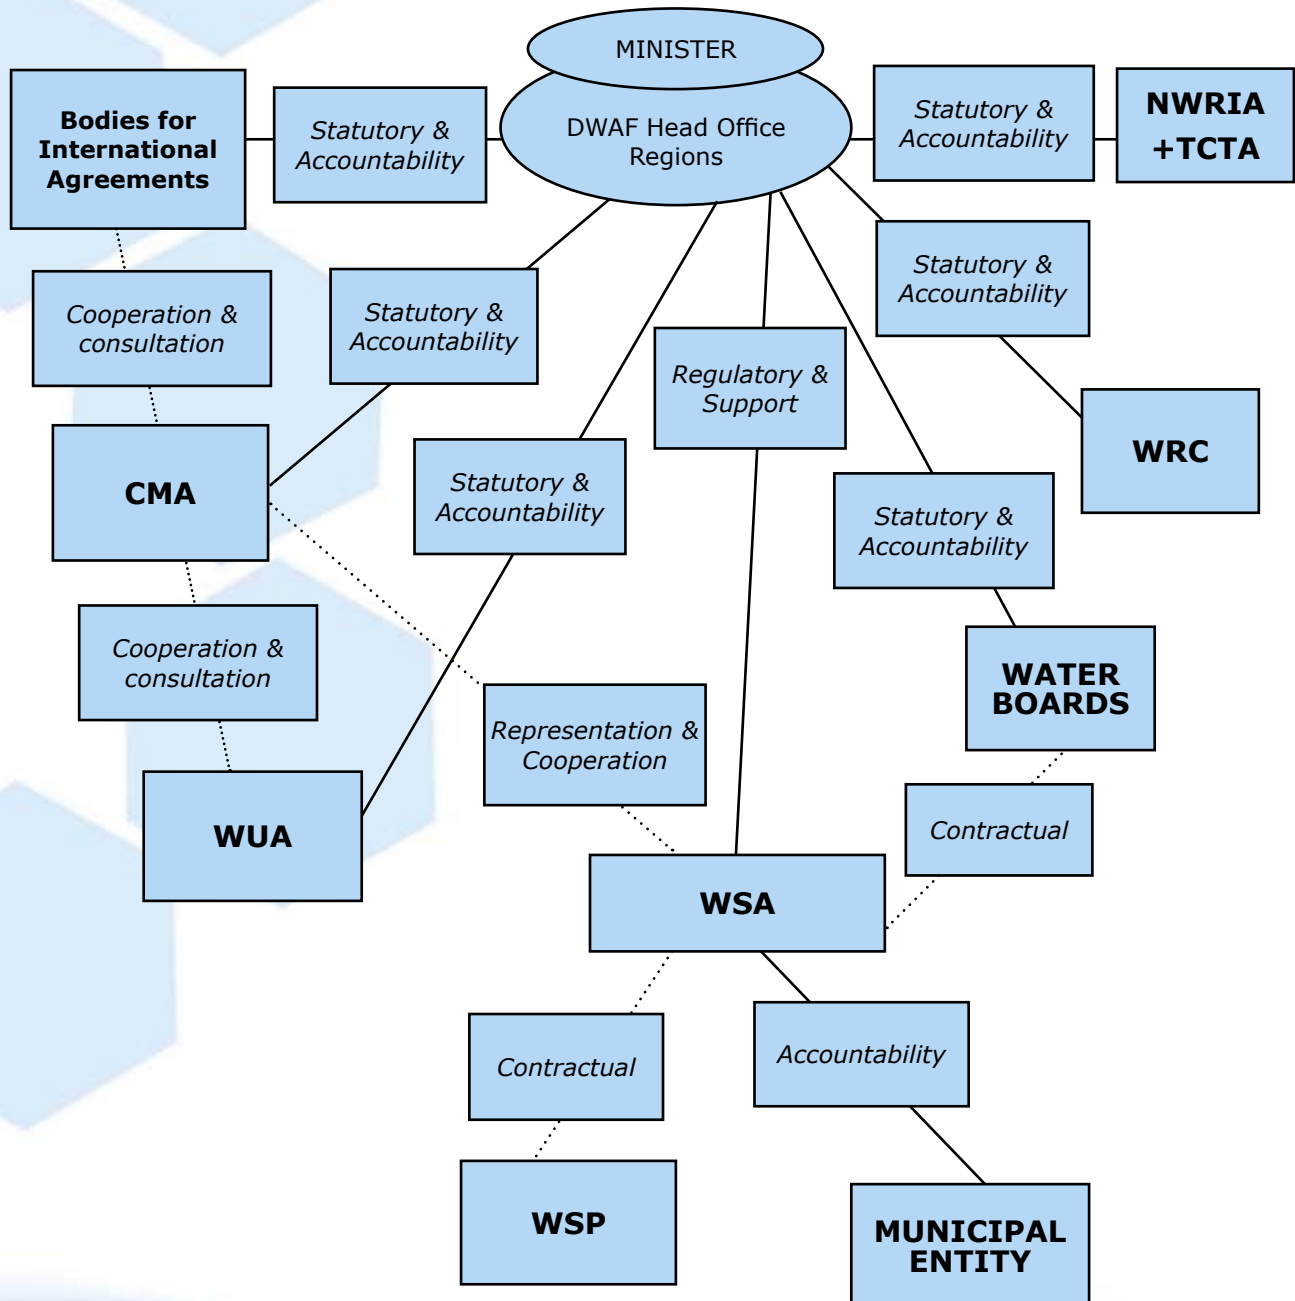 MINISTER
DWAF Head Office
Regions
Bodies for
International
Agreements
Statutory &
Accountability
Statutory &
Accountability
NWRIA
+TCTA
Cooperation &
consultation
Statutory &
Accountability
Statutory &
Accountability
Regulatory &
Support
WRC
CMA
Statutory &
Accountability
Statutory &
Accountability
Cooperation &
consultation
WATER
BOARDS
Representation &
Cooperation
WUA
Contractual
WSA
Contractual
Accountability
WSP
MUNICIPAL
ENTITY